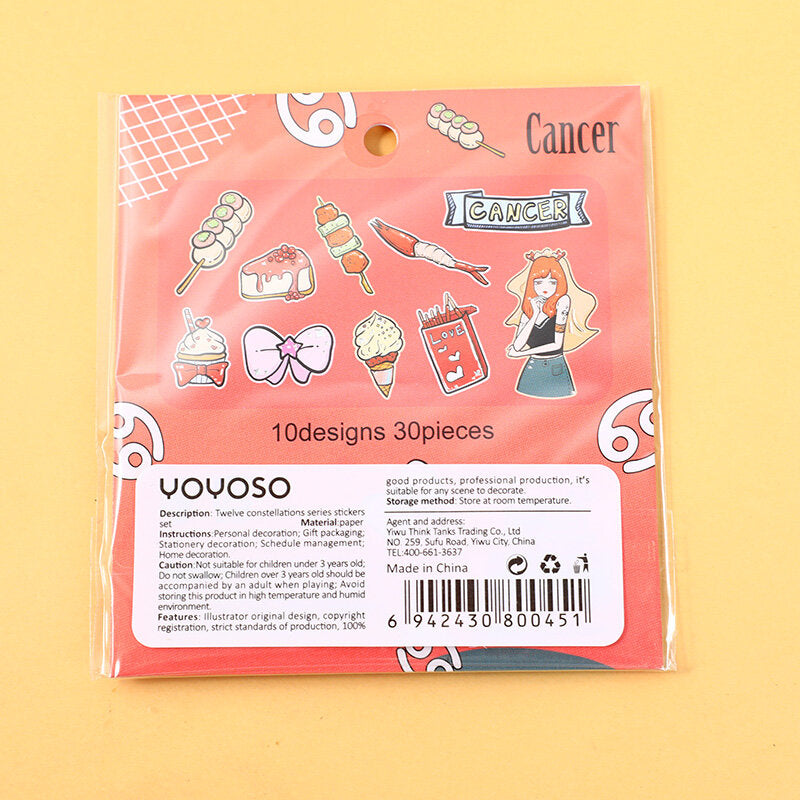 Cancer
CANCER
LOVE
10designs 30pieces
YOYOSO
Description: Twelve constellations series stickers
set Material:paper
Instructions:Personal decoration; Gift packaging;
Stationery decoration; Schedule management;
Home decoration.
Caution:Not suitable for children under 3 years old;
Do not swallow; Children over 3 years old should be
accompanied by an adult when playing; Avoid
storing this product in high temperature and humid
environment.
Features: Illustrator original design, copyright
registration, strict standards of production, 100%
good products, professional production, it's
suitable for any scene to decorate.
Storage method: Store at room temperature.
Agent and address:
Yiwu Think Tanks Trading Co., Ltd
NO. 259, Sufu Road, Yiwu City, China
TEL:400-661-3637
Made in China
6 942430 800451